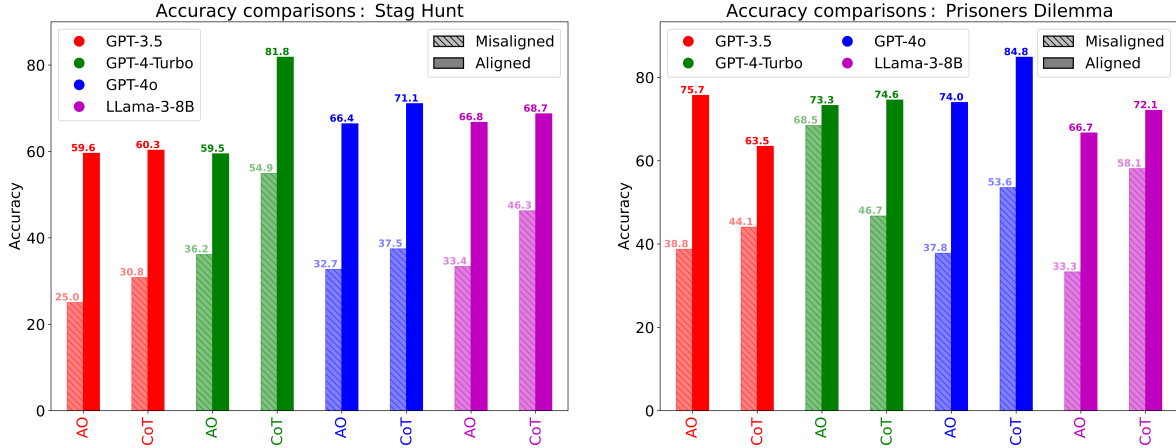 Accuracy comparisons: Stag Hunt
GPT-3.5
GPT-4-Turbo
GPT-4o
LLama-3-8B
Misaligned
Aligned
Accuracy
0
20
40
60
80
25.0
59.6
30.8
60.3
36.2
59.5
54.9
81.8
32.7
66.4
37.5
71.1
33.4
66.8
46.3
68.7
AO
CoT
AO
CoT
AO
CoT
AO
CoT
Accuracy comparisons: Prisoners Dilemma
GPT-3.5
GPT-4-Turbo
GPT-4o
LLama-3-8B
Misaligned
Aligned
Accuracy
0
20
40
60
80
38.8
75.7
44.1
63.5
68.5
73.3
46.7
74.6
37.8
74.0
53.6
84.8
33.3
66.7
58.1
72.1
AO
CoT
AO
CoT
AO
CoT
AO
CoT